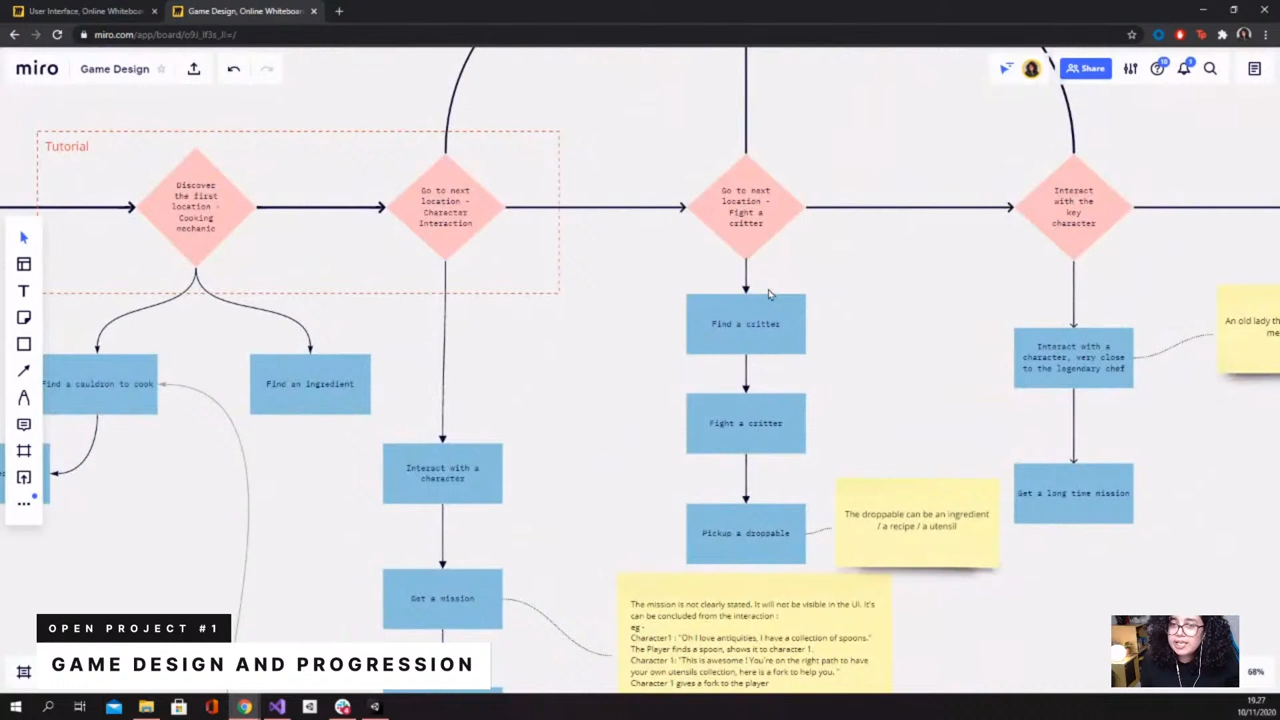 User Interface, Online Whiteboa
Game Design, Online Whiteboar
miro.com/app/board/o9J_lf3s_JI=/
miro
Game Design
Share
10
Tutorial
Discover
the first
location -
Cooking
mechanic
Go to next
location -
Character
Interaction
Go to next
location -
Fight a
critter
Interact
with the
key
character
Find a critter
An old lady th
me
Interact with a
character, very close
to the legendary chef
Find a cauldron to cook
Find an ingredient
Fight a critter
Interact with a
character
Get a long time mission
The droppable can be an ingredient
/ a recipe / a utensil
Pickup a droppable
Get a mission
The mission is not clearly stated. It will not be visible in the UI. It's
can be concluded from the interaction :
eg -
Character1 : "Oh I love antiquities, I have a collection of spoons."
The Player finds a spoon, shows it to character 1.
Character 1: "This is awesome ! You're on the right path to have
your own utensils collection, here is a fork to help you. "
Character 1 gives a fork to the player
OPEN PROJECT #1
GAME DESIGN AND PROGRESSION
68%
19.27
10/11/2020